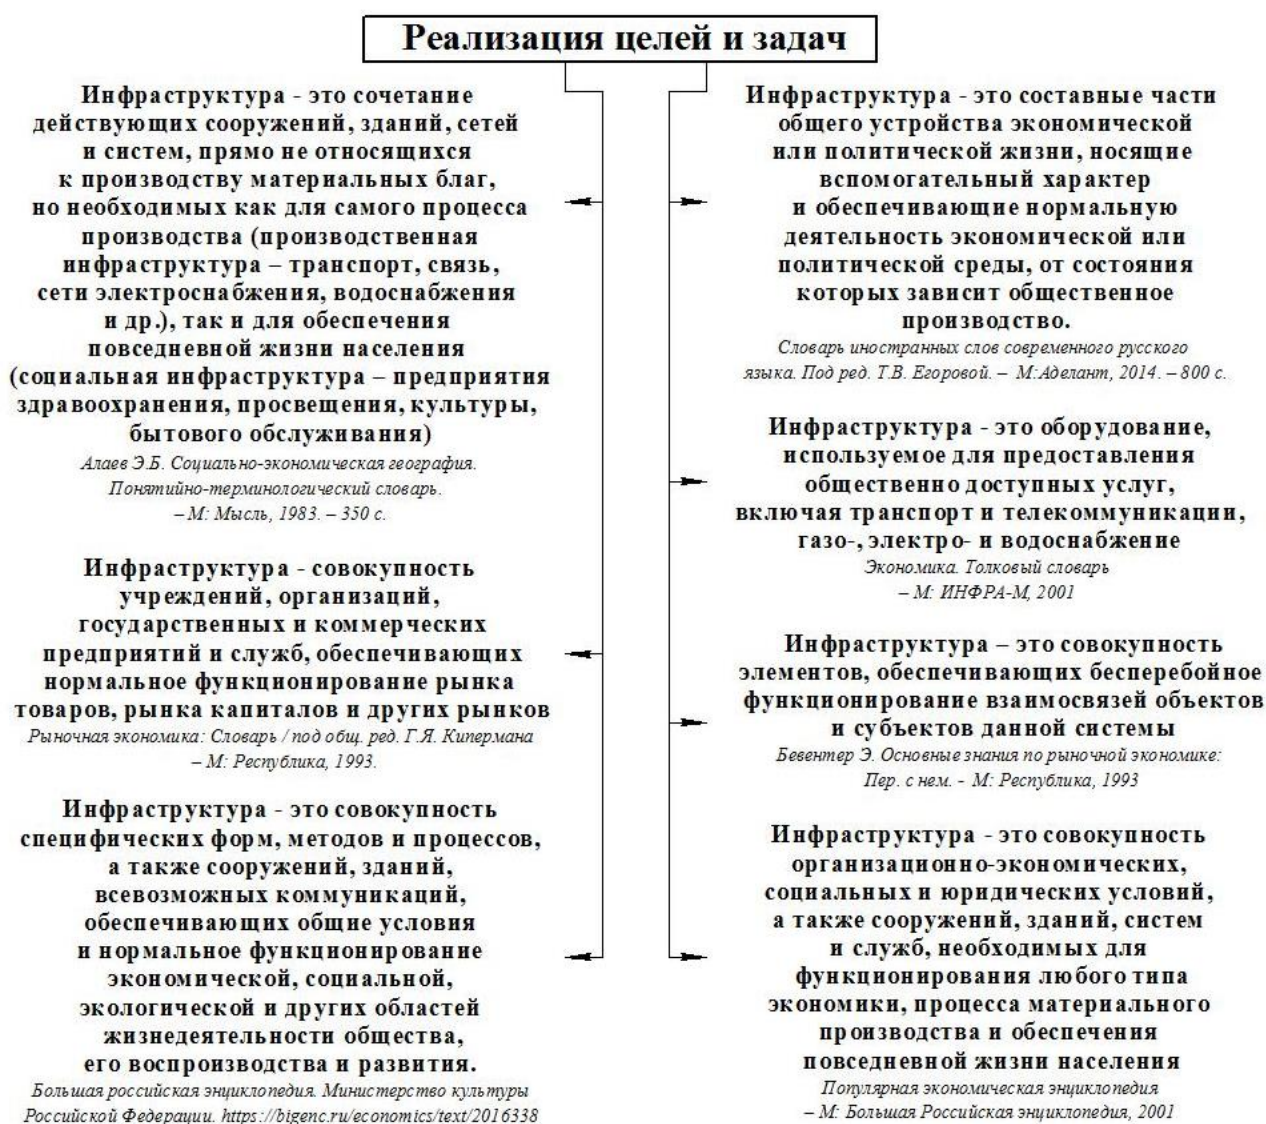 Реализация целей и задач
Инфраструктура - это сочетание
действующих сооружений, зданий, сетей
и систем, прямо не относящихся
к производству материальных благ,
но необходимых как для самого процесса
производства (производственная
инфраструктура – транспорт, связь,
сети электроснабжения, водоснабжения
и др.), так и для обеспечения
повседневной жизни населения
(социальная инфраструктура – предприятия
здравоохранения, просвещения, культуры,
бытового обслуживания)
Алаев Э.Б. Социально-экономическая география.
Понятийно-терминологический словарь.
– М: Мысль, 1983. – 350 с.
Инфраструктура - совокупность
учреждений, организаций,
государственных и коммерческих
предприятий и служб, обеспечивающих
нормальное функционирование рынка
товаров, рынка капиталов и других рынков
Рыночная экономика: Словарь / под общ. ред. Г.Я. Кипермана
– М: Республика, 1993.
Инфраструктура - это совокупность
специфических форм, методов и процессов,
а также сооружений, зданий,
всевозможных коммуникаций,
обеспечивающих общие условия
и нормальное функционирование
экономической, социальной,
экологической и других областей
жизнедеятельности общества,
его воспроизводства и развития.
Большая российская энциклопедия. Министерство культуры
Российской Федерации. https://bigenc.ru/economics/text/2016338
Инфраструктура - это составные части
общего устройства экономической
или политической жизни, носящие
вспомогательный характер
и обеспечивающие нормальную
деятельность экономической или
политической среды, от состояния
которых зависит общественное
производство.
Словарь иностранных слов современного русского
языка. Под ред. Т.В. Егоровой. – М:Аделант, 2014. – 800 с.
Инфраструктура - это оборудование,
используемое для предоставления
общественно доступных услуг,
включая транспорт и телекоммуникации,
газо-, электро- и водоснабжение
Экономика. Толковый словарь
– М: ИНФРА-М, 2001
Инфраструктура – это совокупность
элементов, обеспечивающих бесперебойное
функционирование взаимосвязей объектов
и субъектов данной системы
Бевентер Э. Основные знания по рыночной экономике:
Пер. с нем. - М: Республика, 1993
Инфраструктура - это совокупность
организационно-экономических,
социальных и юридических условий,
а также сооружений, зданий, систем
и служб, необходимых для
функционирования любого типа
экономики, процесса материального
производства и обеспечения
повседневной жизни населения
Популярная экономическая энциклопедия
– М: Большая Российская энциклопедия, 2001